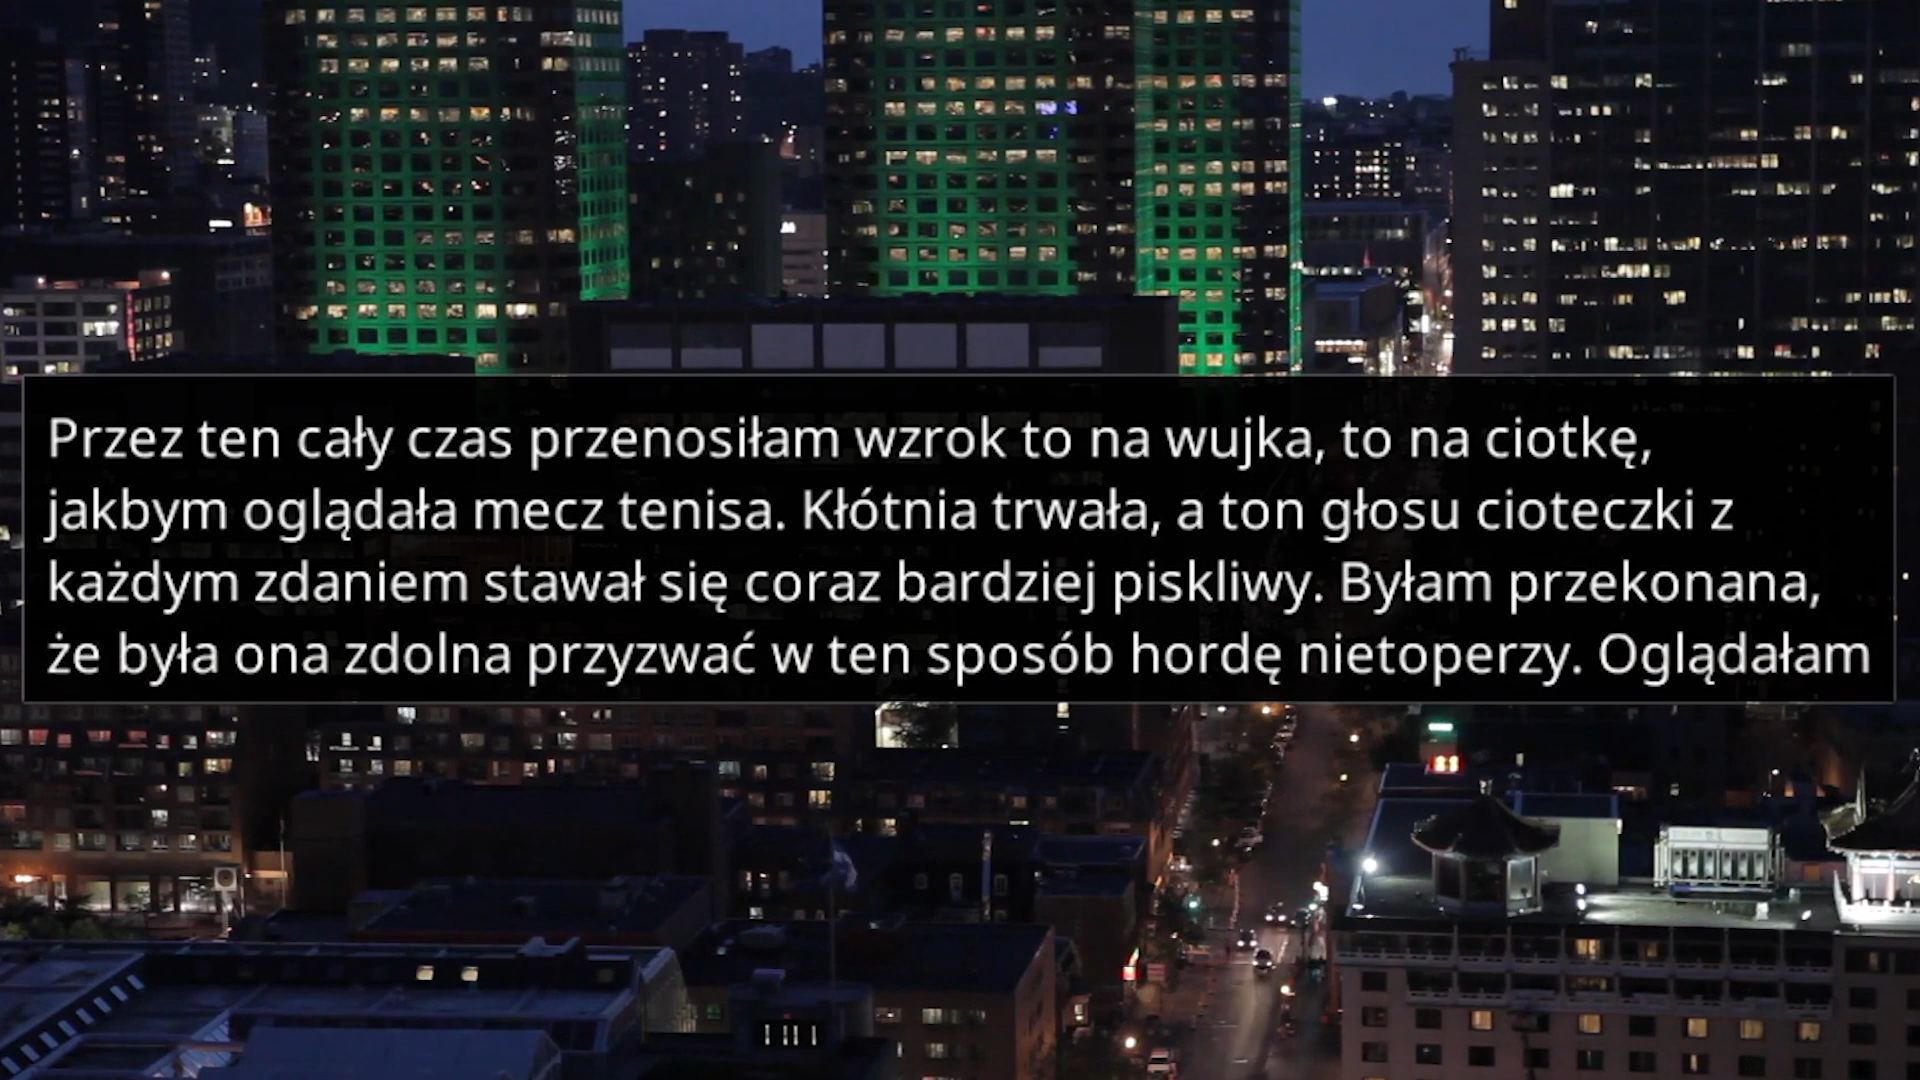 Przez ten cały czas przenosiłam wzrok to na wujka, to na ciotkę,
jakbym oglądała mecz tenisa. Kłótnia trwała, a ton głosu cioteczki z
każdym zdaniem stawał się coraz bardziej piskliwy. Byłam przekonana,
że była ona zdolna przyzwać w ten sposób hordę nietoperzy. Oglądałam